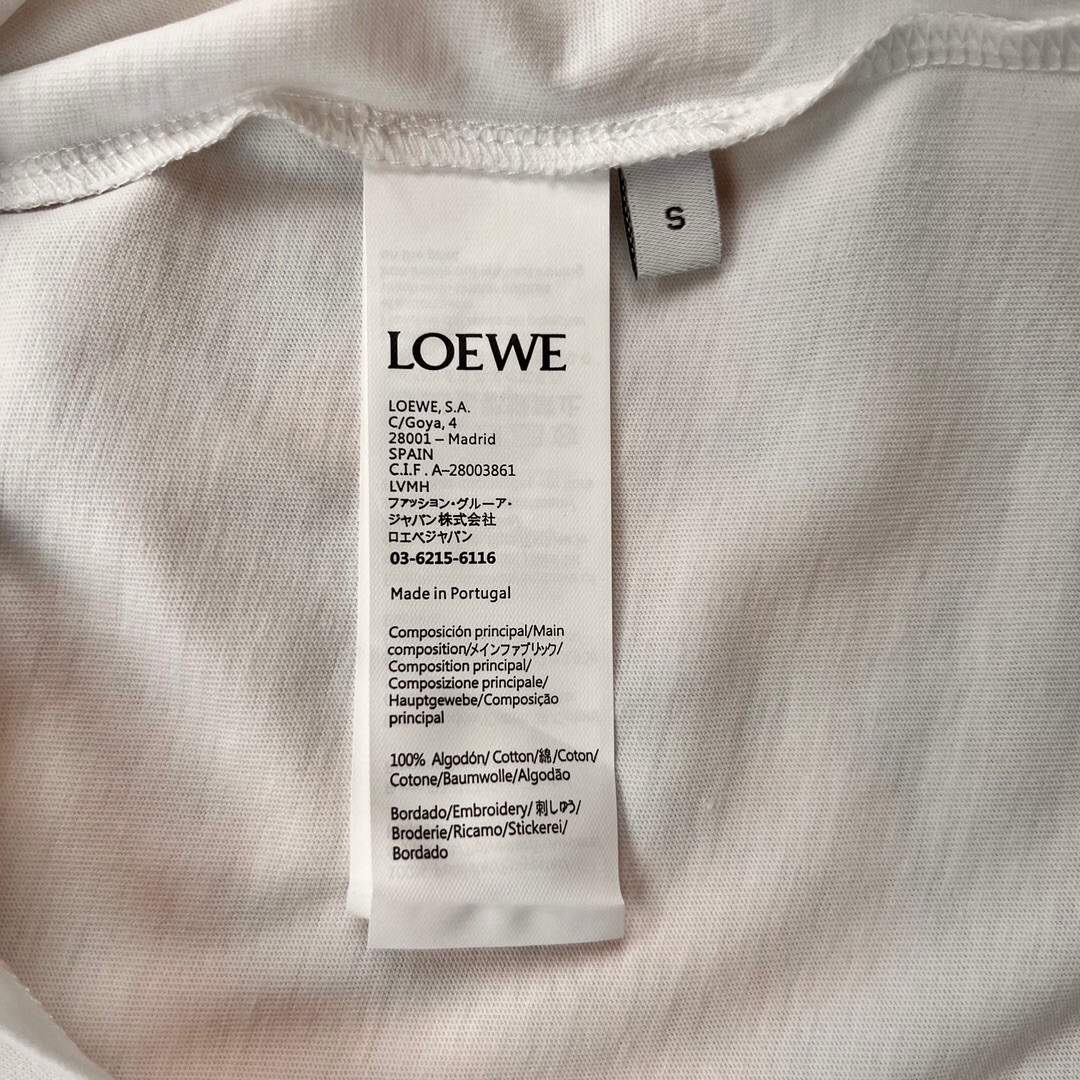 S
LOEWE
LOEWE, S.A.
C/Goya, 4
28001 – Madrid
SPAIN
C.I.F . A–28003861
LVMH
ファッション・グルーア・
ジャパン株式会社
ロエベジャパン
03-6215-6116
Made in Portugal
Composición principal/Main
composition/メインファブリック/
Composition principal/
Composizione principale/
Hauptgewebe/Composição
principal
100% Algodón/ Cotton/綿/Coton/
Cotone/Baumwolle/Algodão
Bordado/Embroidery/ 刺しゅう/
Broderie/Ricamo/Stickerei/
Bordado